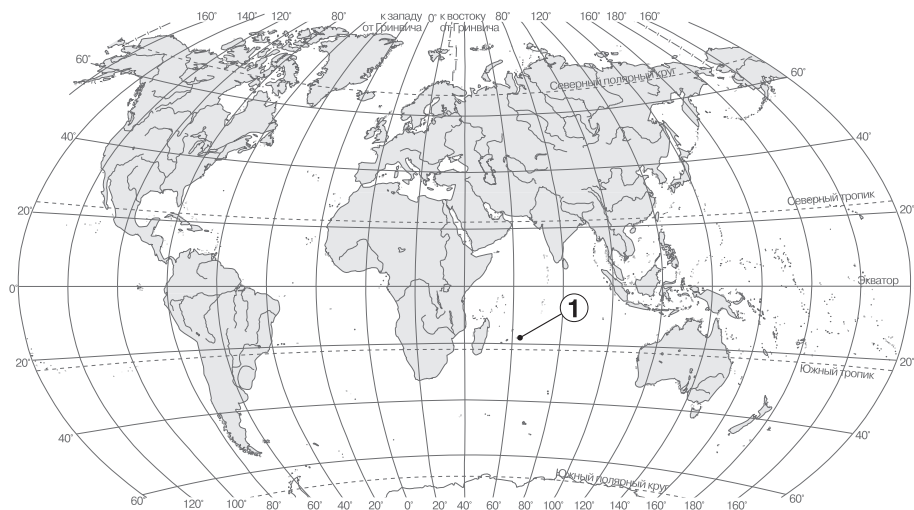 160° 140° 120° 80° к западу 0° к востоку 80° 120° 160° 180° 160°
от Гринвича от Гринвича
60° 60°
Северный полярный круг
40° 40°
Северный тропик
20° 20°
Экватор
0°
1
20° 20°
Южный тропик
40° 40°
Южный полярный круг
60° 60°
120° 100° 80° 60° 40° 20° 0° 20° 40° 60° 80° 100° 120° 140° 160° 180° 160°